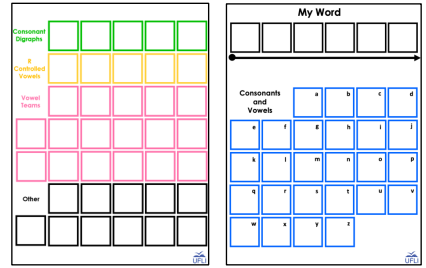 Consonant
Digraphs
R
Controlled
Vowels
Vowel
Teams
Other
UFLI
My Word
Consonants
and
Vowels
a b c d
e f g h i j
k l m n o p
q r s t u v
w x y z
UFLI